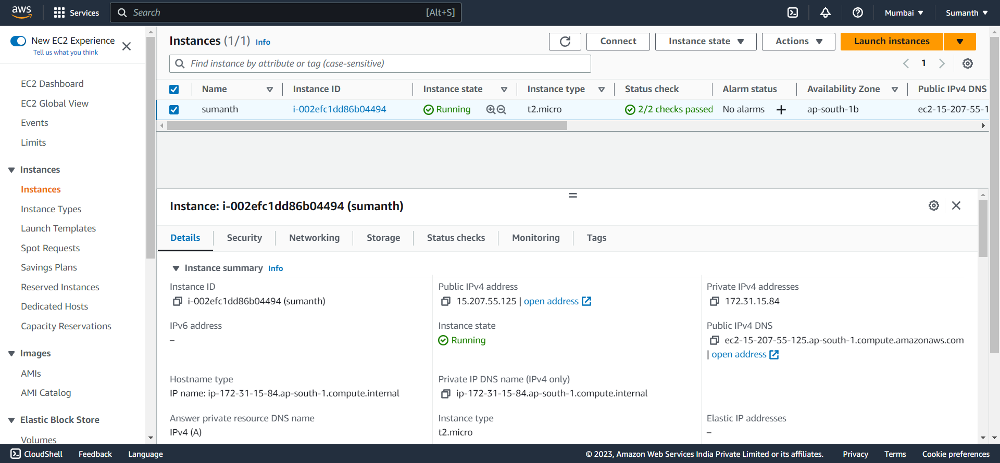 aws
Services
Search
[Alt+S]
Mumbai
Sumanth
New EC2 Experience
Tell us what you think
EC2 Dashboard
EC2 Global View
Events
Limits
Instances
Instances
Instance Types
Launch Templates
Spot Requests
Savings Plans
Reserved Instances
Dedicated Hosts
Capacity Reservations
Images
AMIs
AMI Catalog
Elastic Block Store
Volumes
Instances (1/1) Info
Connect
Instance state
Actions
Launch instances
Find instance by attribute or tag (case-sensitive)
1
Name Instance ID Instance state Instance type Status check Alarm status Availability Zone Public IPv4 DNS
sumanth i-002efc1dd86b04494 Running t2.micro 2/2 checks passed No alarms + ap-south-1b ec2-15-207-55-1
Instance: i-002efc1dd86b04494 (sumanth)
Details Security Networking Storage Status checks Monitoring Tags
Instance summary Info
Instance ID
i-002efc1dd86b04494 (sumanth)
Public IPv4 address
15.207.55.125 | open address
Private IPv4 addresses
172.31.15.84
IPv6 address
–
Instance state
Running
Public IPv4 DNS
ec2-15-207-55-125.ap-south-1.compute.amazonaws.com
| open address
Hostname type
IP name: ip-172-31-15-84.ap-south-1.compute.internal
Private IP DNS name (IPv4 only)
ip-172-31-15-84.ap-south-1.compute.internal
Answer private resource DNS name
IPv4 (A)
Instance type
t2.micro
Elastic IP addresses
–
CloudShell Feedback Language
© 2023, Amazon Web Services India Private Limited or its affiliates. Privacy Terms Cookie preferences